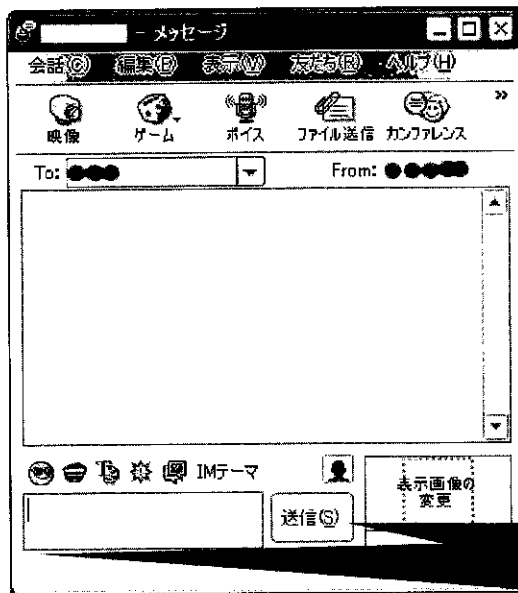 - メッセージ
会話(C) 編集(E) 表示(V) 友だち(R) ヘルプ(H)
映像 ゲーム ボイス ファイル送信 カンファレンス »
To: From:
IMテーマ
表示画像の
変更
送信(S)